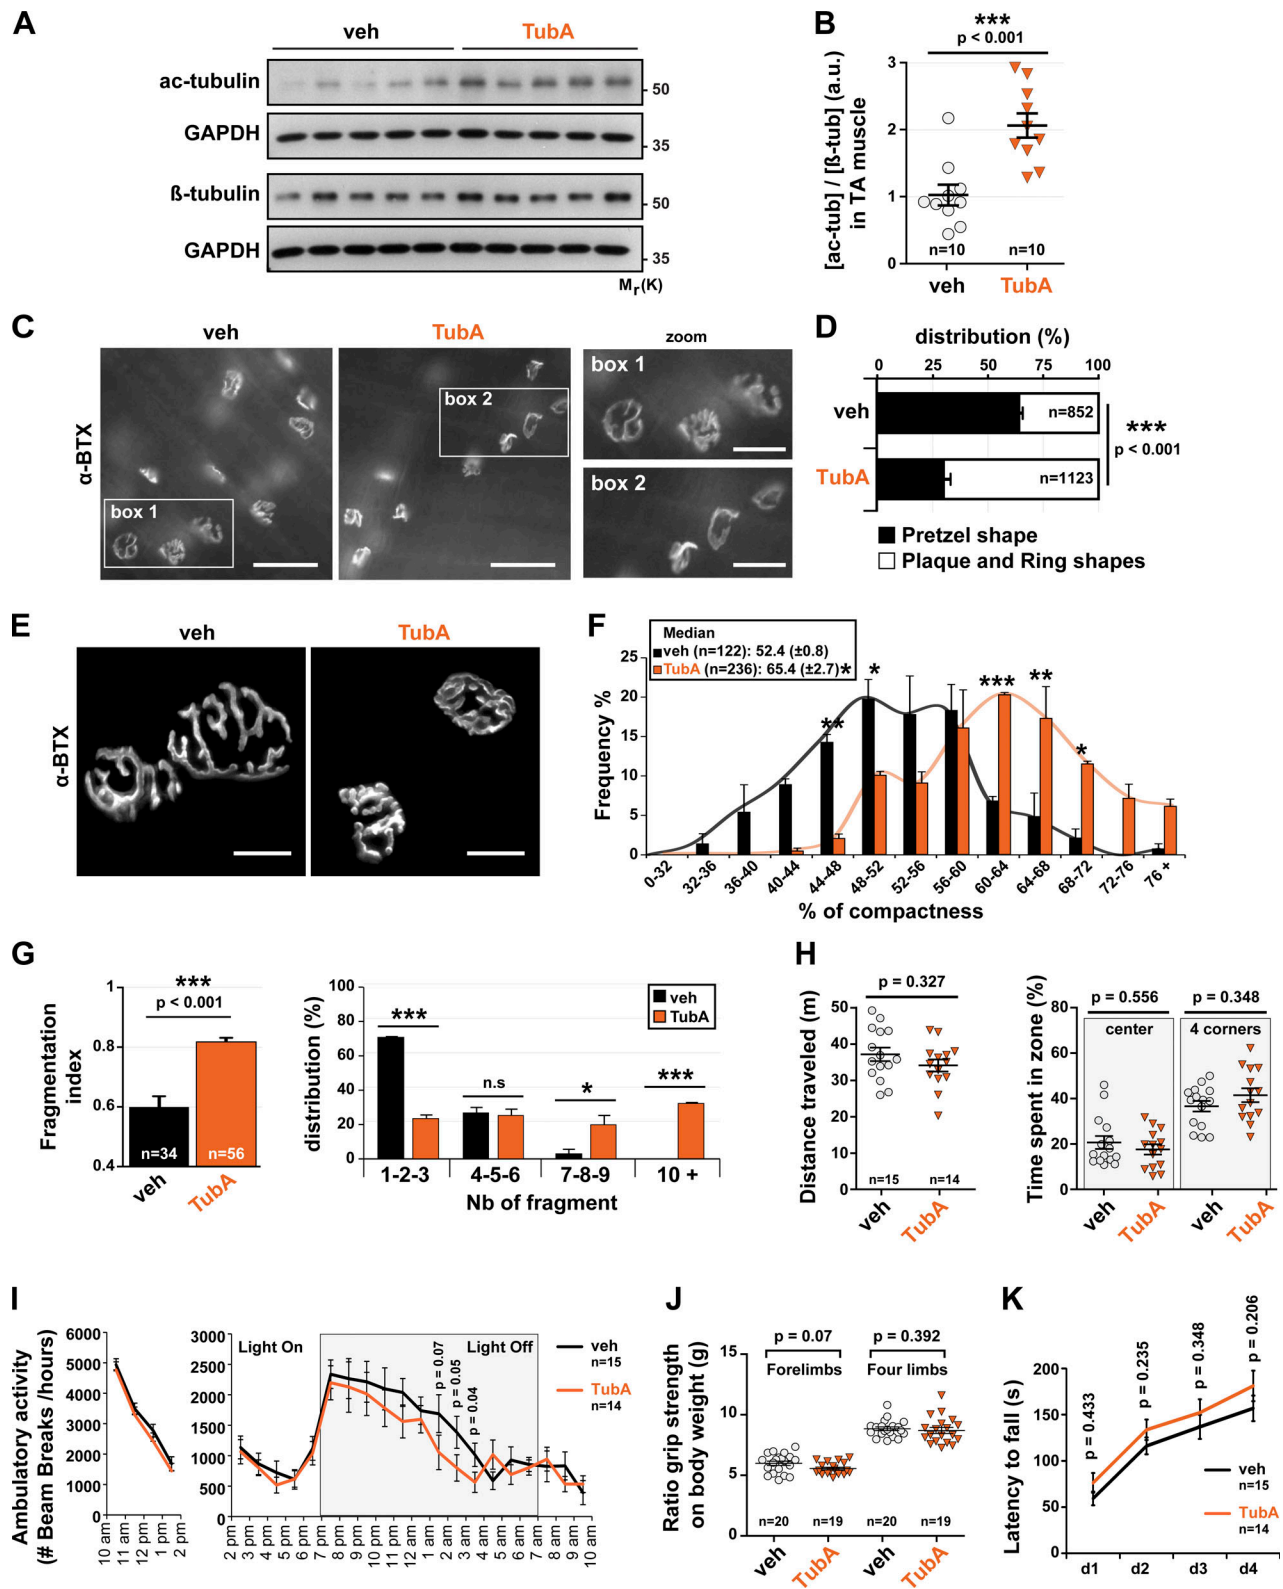 A
veh TubA
ac-tubulin
50
GAPDH
35
ß-tubulin
50
GAPDH
35
Mr(K)
B
***
p < 0.001
[ac-tub] / [ß-tub] (a.u.)
in TA muscle
3
2
1
0
n=10 n=10
veh TubA
C
veh TubA zoom
α-BTX
box 1
box 2
box 1
box 2
D
distribution (%)
0 25 50 75 100
veh n=852
TubA n=1123
***
p < 0.001
Pretzel shape
Plaque and Ring shapes
E
veh TubA
α-BTX
F
Median
veh (n=122): 52.4 (±0.8)
TubA (n=236): 65.4 (±2.7)*
Frequency %
25
20
15
10
5
0
** * *** ** *
0-32 32-36 36-40 40-44 44-48 48-52 52-56 56-60 60-64 64-68 68-72 72-76 76 +
% of compactness
G
Fragmentation
index
1
0.8
0.6
0.4
***
p < 0.001
n=34 n=56
veh TubA
distribution (%)
100
80
60
40
20
0
veh
TubA
*** n.s * ***
1-2-3 4-5-6 7-8-9 10 +
Nb of fragment
H
Distance traveled (m)
p = 0.327
50
40
30
20
10
0
n=15 n=14
veh TubA
Time spent in zone (%)
p = 0.556 p = 0.348
center 4 corners
80
60
40
20
0
veh TubA veh TubA
I
Ambulatory activity
(# Beam Breaks /hours)
6000
5000
4000
3000
2000
1000
0
10 am 11 am 12 pm 1 pm 2 pm
3000
2500
2000
1500
1000
500
0
Light On Light Off
p = 0.07
p = 0.05
p = 0.04
veh
n=15
TubA
n=14
2 pm 3 pm 4 pm 5 pm 6 pm 7 pm 8 pm 9 pm 10 pm 11 pm 12 am 1 am 2 am 3 am 4 am 5 am 6 am 7 am 8 am 9 am 10 am
J
Ratio grip strength
on body weight (g)
p = 0.07 p = 0.392
Forelimbs Four limbs
15
10
5
0
n=20 n=19 n=20 n=19
veh TubA veh TubA
K
Latency to fall (s)
200
150
100
50
0
p = 0.433
p = 0.235
p = 0.348
p = 0.206
veh
n=15
TubA
n=14
d1 d2 d3 d4